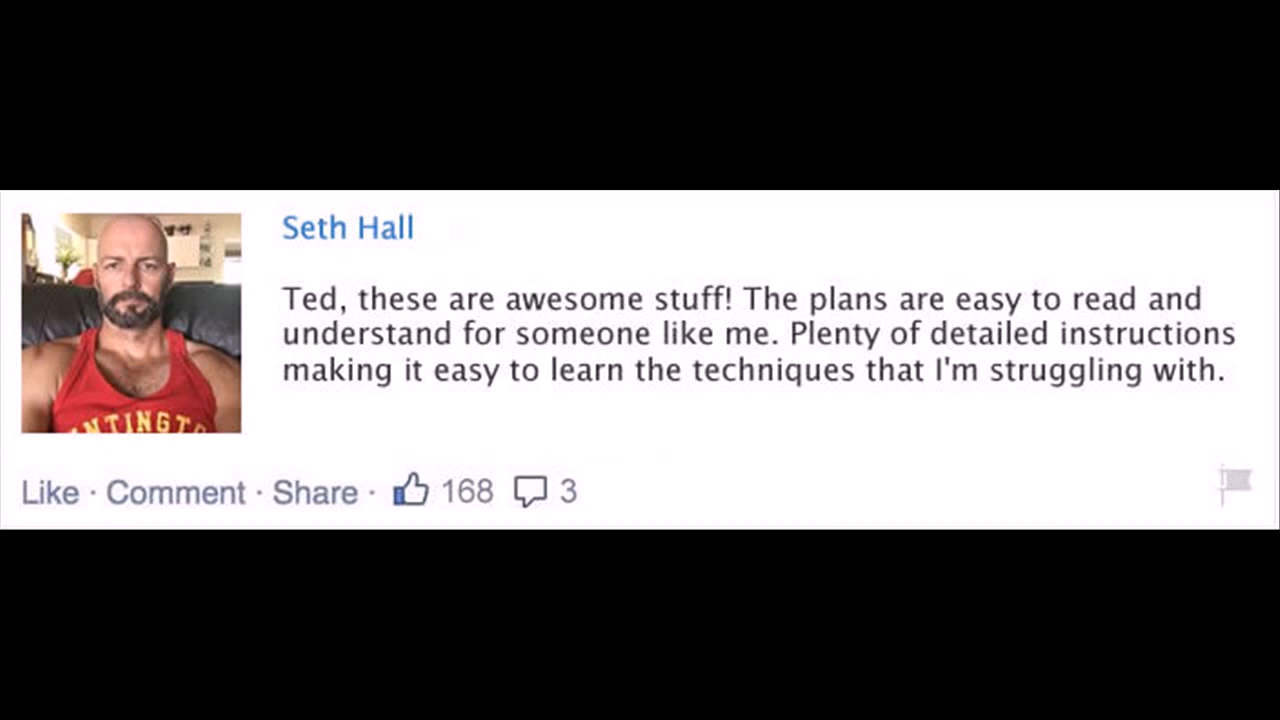 Seth Hall
Ted, these are awesome stuff! The plans are easy to read and
understand for someone like me. Plenty of detailed instructions
making it easy to learn the techniques that I'm struggling with.
NTINGT
Like · Comment · Share · 168 3